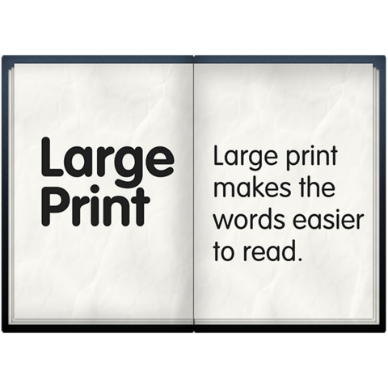 Large
Print
Large print
makes the
words easier
to read.